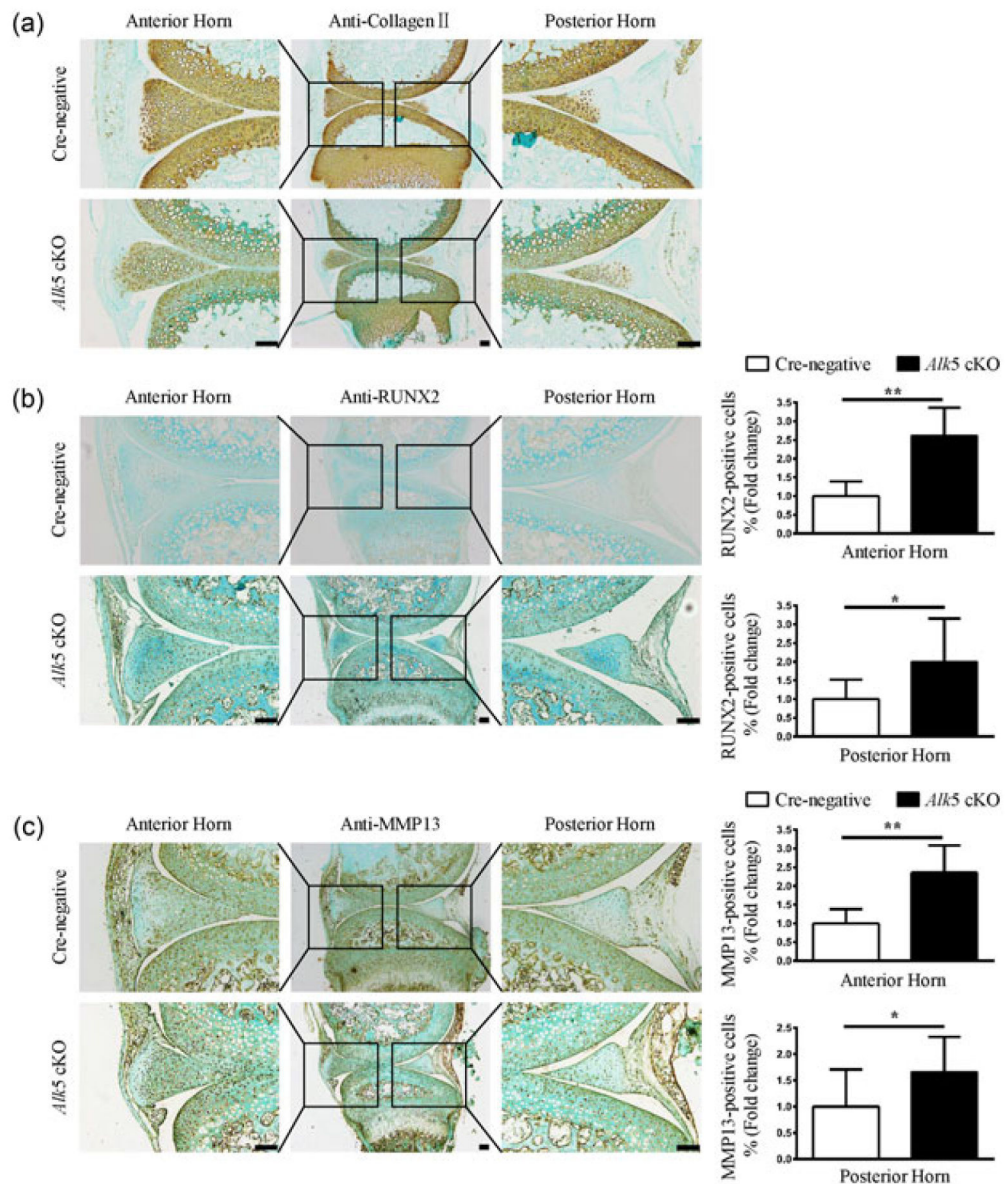 (a)
Anterior Horn Anti-Collagen II Posterior Horn
Cre-negative
Alk5 cKO
(b)
Anterior Horn Anti-RUNX2 Posterior Horn
Cre-negative
Alk5 cKO
Cre-negative Alk5 cKO
RUNX2-positive cells
% (Fold change)
3.5
3.0
2.5
2.0
1.5
1.0
0.5
0.0
**
Anterior Horn
RUNX2-positive cells
% (Fold change)
3.5
3.0
2.5
2.0
1.5
1.0
0.5
0.0
*
Posterior Horn
(c)
Anterior Horn Anti-MMP13 Posterior Horn
Cre-negative
Alk5 cKO
Cre-negative Alk5 cKO
MMP13-positive cells
% (Fold change)
3.5
3.0
2.5
2.0
1.5
1.0
0.5
0.0
**
Anterior Horn
MMP13-positive cells
% (Fold change)
2.5
2.0
1.5
1.0
0.5
0.0
*
Posterior Horn